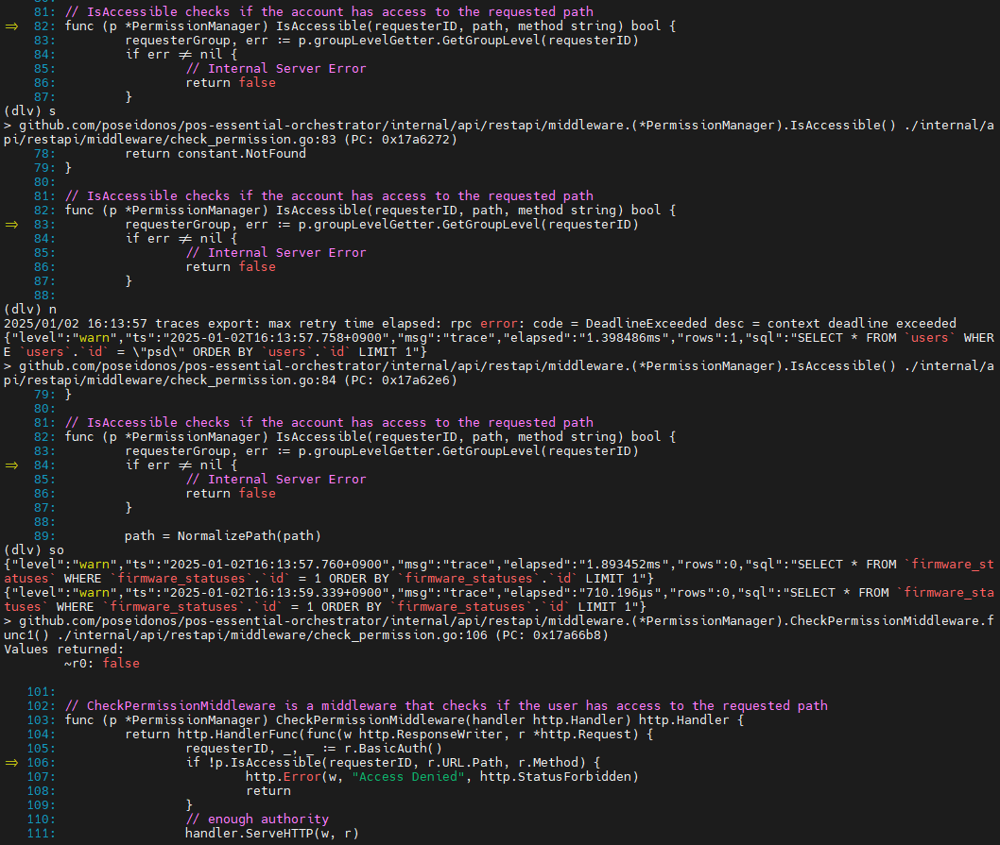 81: // IsAccessible checks if the account has access to the requested path
=> 82: func (p *PermissionManager) IsAccessible(requesterID, path, method string) bool {
83: requesterGroup, err := p.groupLevelGetter.GetGroupLevel(requesterID)
84: if err ≠ nil {
85: // Internal Server Error
86: return false
87: }
(dlv) s
> github.com/poseidonos/pos-essential-orchestrator/internal/api/restapi/middleware.(*PermissionManager).IsAccessible() ./internal/a
pi/restapi/middleware/check_permission.go:83 (PC: 0x17a6272)
78: return constant.NotFound
79: }
80:
81: // IsAccessible checks if the account has access to the requested path
82: func (p *PermissionManager) IsAccessible(requesterID, path, method string) bool {
=> 83: requesterGroup, err := p.groupLevelGetter.GetGroupLevel(requesterID)
84: if err ≠ nil {
85: // Internal Server Error
86: return false
87: }
88:
(dlv) n
2025/01/02 16:13:57 traces export: max retry time elapsed: rpc error: code = DeadlineExceeded desc = context deadline exceeded
{"level":"warn","ts":"2025-01-02T16:13:57.758+0900","msg":"trace","elapsed":"1.398486ms","rows":1,"sql":"SELECT * FROM `users` WHER
E `users`.`id` = \"psd\" ORDER BY `users`.`id` LIMIT 1"}
> github.com/poseidonos/pos-essential-orchestrator/internal/api/restapi/middleware.(*PermissionManager).IsAccessible() ./internal/a
pi/restapi/middleware/check_permission.go:84 (PC: 0x17a62e6)
79: }
80:
81: // IsAccessible checks if the account has access to the requested path
82: func (p *PermissionManager) IsAccessible(requesterID, path, method string) bool {
83: requesterGroup, err := p.groupLevelGetter.GetGroupLevel(requesterID)
=> 84: if err ≠ nil {
85: // Internal Server Error
86: return false
87: }
88:
89: path = NormalizePath(path)
(dlv) so
{"level":"warn","ts":"2025-01-02T16:13:57.760+0900","msg":"trace","elapsed":"1.893452ms","rows":0,"sql":"SELECT * FROM `firmware_st
atuses` WHERE `firmware_statuses`.`id` = 1 ORDER BY `firmware_statuses`.`id` LIMIT 1"}
{"level":"warn","ts":"2025-01-02T16:13:59.339+0900","msg":"trace","elapsed":"710.196µs","rows":0,"sql":"SELECT * FROM `firmware_sta
tuses` WHERE `firmware_statuses`.`id` = 1 ORDER BY `firmware_statuses`.`id` LIMIT 1"}
> github.com/poseidonos/pos-essential-orchestrator/internal/api/restapi/middleware.(*PermissionManager).CheckPermissionMiddleware.f
unc1() ./internal/api/restapi/middleware/check_permission.go:106 (PC: 0x17a66b8)
Values returned:
~r0: false
101:
102: // CheckPermissionMiddleware is a middleware that checks if the user has access to the requested path
103: func (p *PermissionManager) CheckPermissionMiddleware(handler http.Handler) http.Handler {
104: return http.HandlerFunc(func(w http.ResponseWriter, r *http.Request) {
105: requesterID, _, _ := r.BasicAuth()
=> 106: if !p.IsAccessible(requesterID, r.URL.Path, r.Method) {
107: http.Error(w, "Access Denied", http.StatusForbidden)
108: return
109: }
110: // enough authority
111: handler.ServeHTTP(w, r)